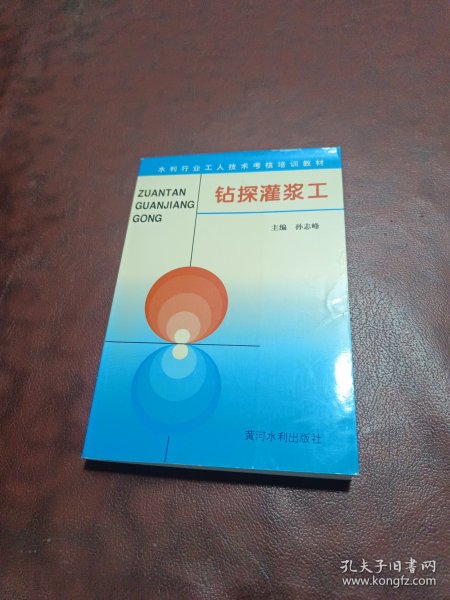 水利行业工人技术考核培训教材
ZUANTAN
GUANJIANG
GONG
钻探灌浆工
主编 孙志峰
黄河水利出版社
孔夫子旧书网
www.kongfz.com